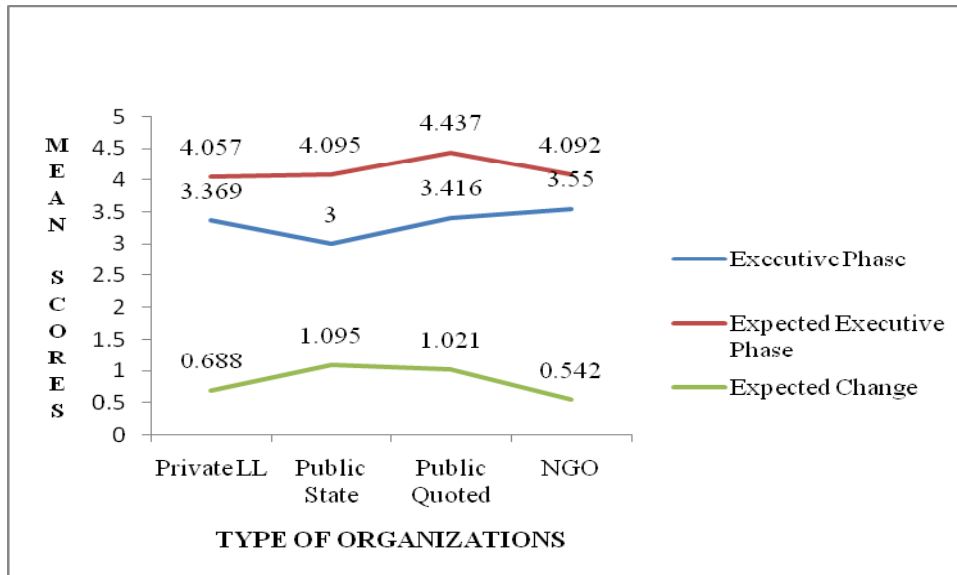 MEAN SCORES
5
4.5
4
3.5
3
2.5
2
1.5
1
0.5
0
4.057
4.095
4.437
4.092
3.369
3
3.416
3.55
0.688
1.095
1.021
0.542
Private LL
Public
State
Public
Quoted
NGO
TYPE OF ORGANIZATIONS
Executive Phase
Expected Executive
Phase
Expected Change